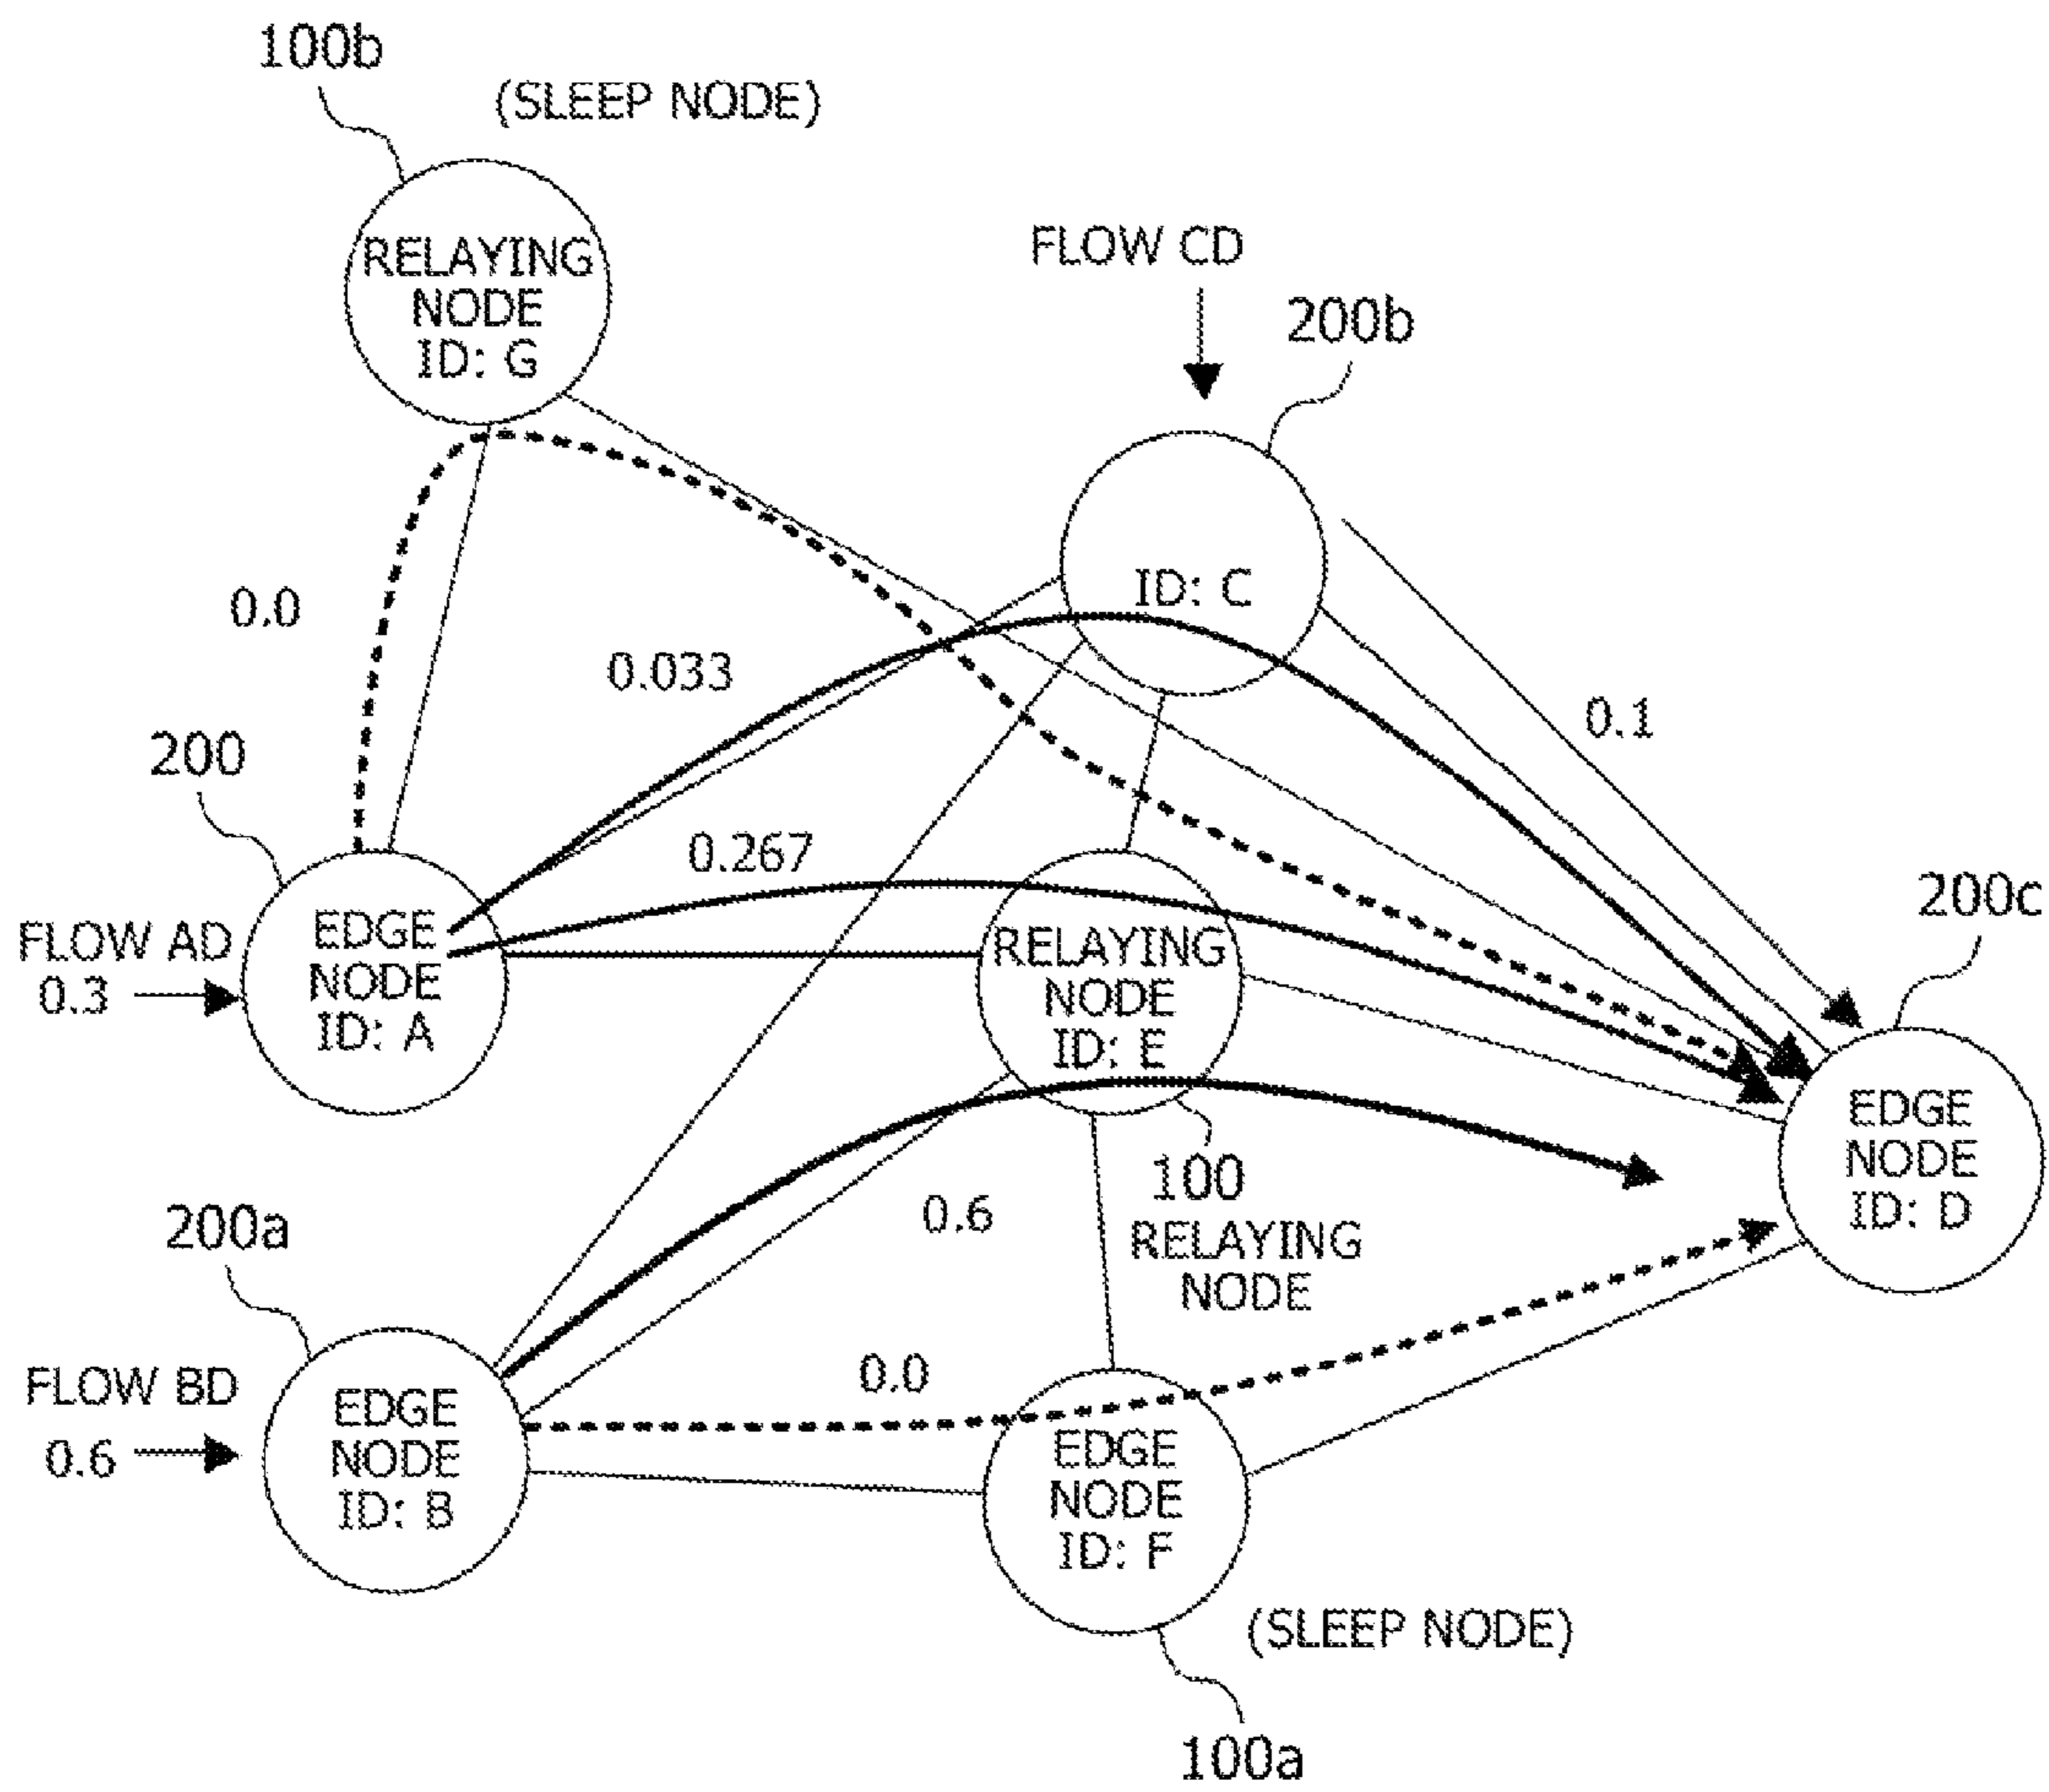 100b
(SLEEP NODE)
RELAYING
NODE
ID: G
FLOW CD
200b
ID: C
0.0
0.033
0.1
200
0.267
200c
FLOW AD
0.3
EDGE
NODE
ID: A
RELAYING
NODE
ID: E
EDGE
NODE
ID: D
100
RELAYING
NODE
0.6
200a
FLOW BD
0.6
EDGE
NODE
ID: B
0.0
EDGE
NODE
ID: F
(SLEEP NODE)
100a